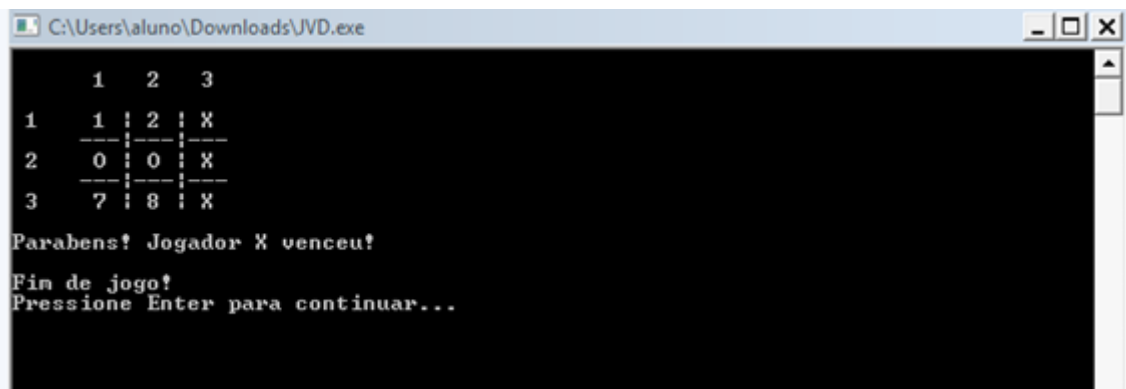 C:\Users\aluno\Downloads\JVD.exe
1 2 3
1 1 ¦ 2 ¦ X
---¦---¦---
2 O ¦ O ¦ X
---¦---¦---
3 7 ¦ 8 ¦ X
Parabens! Jogador X venceu!
Fim de jogo!
Pressione Enter para continuar...